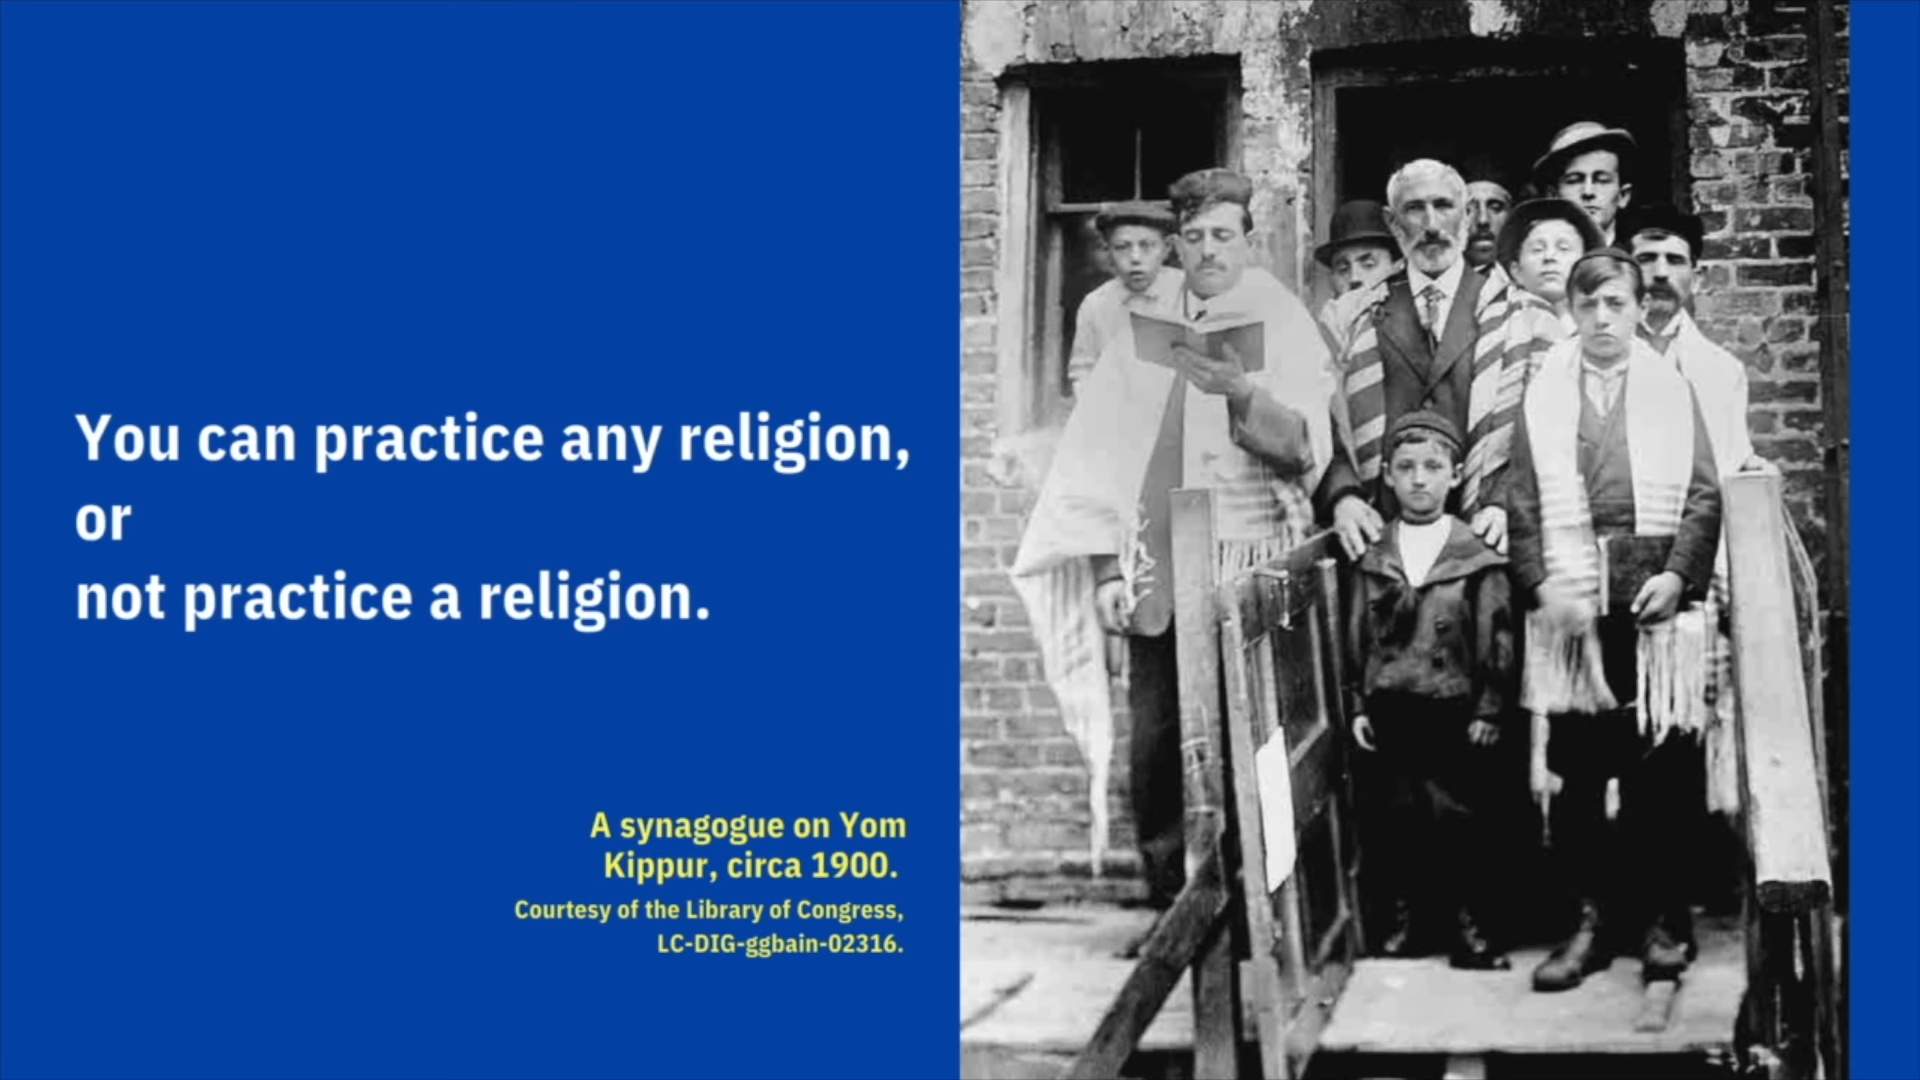 You can practice any religion,
or
not practice a religion.
A synagogue on Yom
Kippur, circa 1900.
Courtesy of the Library of Congress,
LC-DIG-ggbain-02316.